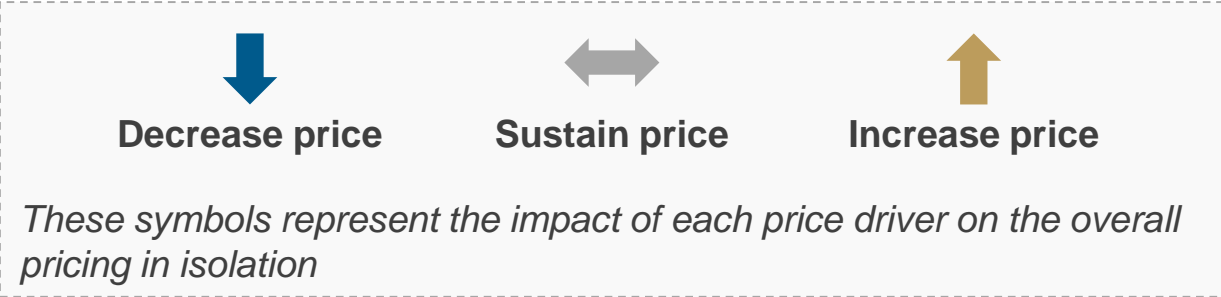 Decrease price Sustain price Increase price
These symbols represent the impact of each price driver on the overall
pricing in isolation